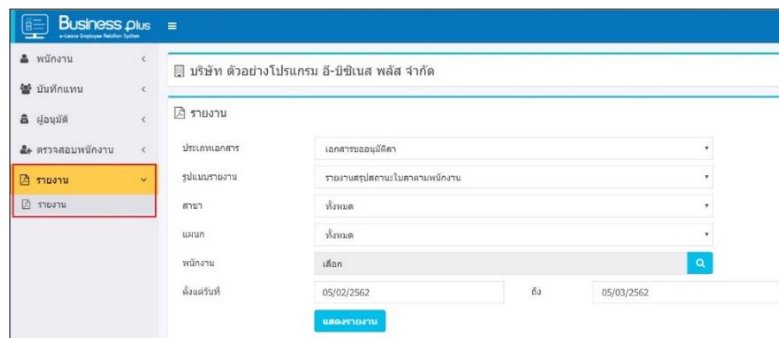 Business Plus
e-Leave Employee Relation System
พนักงาน
บันทึกแทน
ผู้อนุมัติ
ตรวจสอบพนักงาน
รายงาน
รายงาน
บริษัท ตัวอย่างโปรแกรม อี-บิซิเนส พลัส จำกัด
รายงาน
ประเภทเอกสาร
เอกสารขออนุมัติลา
รูปแบบรายงาน
รายงานสรุปสถานะใบลาตามพนักงาน
สาขา
ทั้งหมด
แผนก
ทั้งหมด
พนักงาน
เลือก
ตั้งแต่วันที่
05/02/2562
ถึง
05/03/2562
แสดงรายงาน